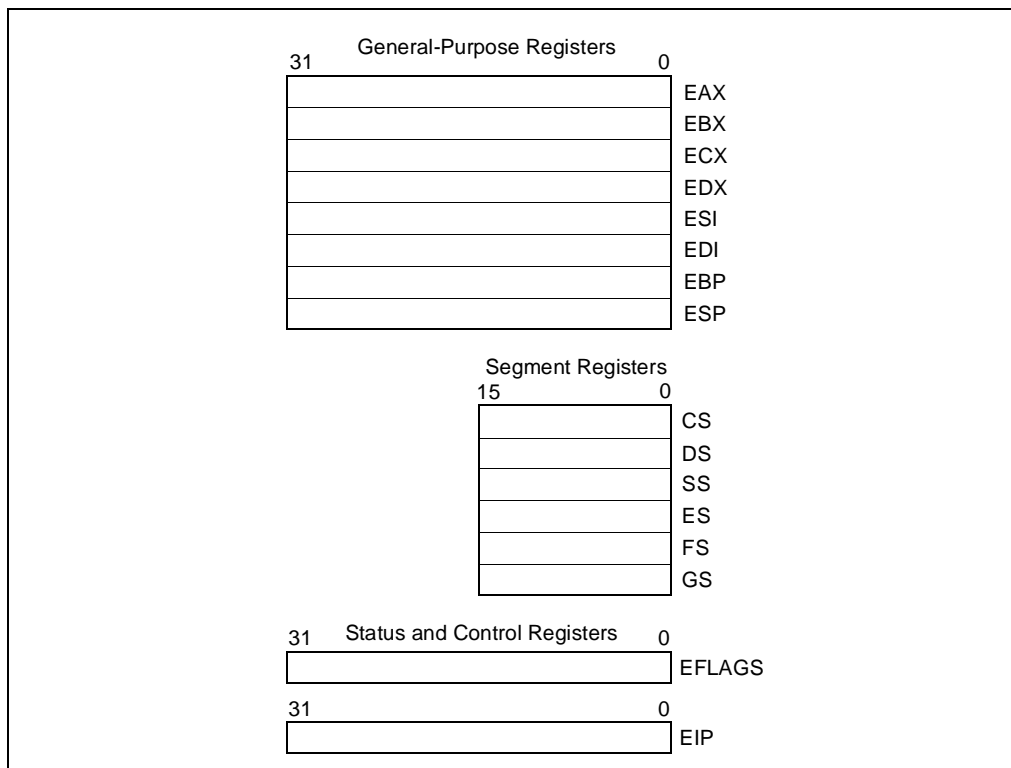 General-Purpose Registers
31 0
EAX
EBX
ECX
EDX
ESI
EDI
EBP
ESP
Segment Registers
15 0
CS
DS
SS
ES
FS
GS
31 Status and Control Registers 0
EFLAGS
31 0
EIP